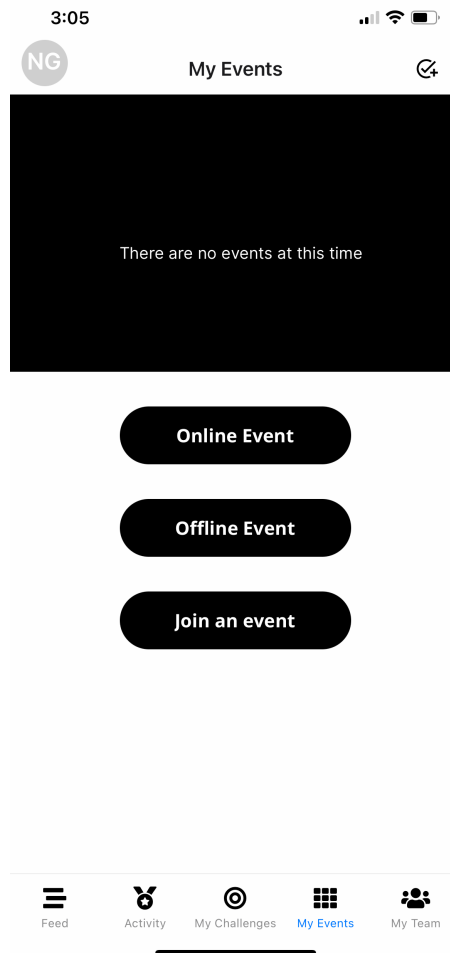 3:05
NG
My Events
There are no events at this time
Online Event
Offline Event
Join an event
Feed
Activity
My Challenges
My Events
My Team